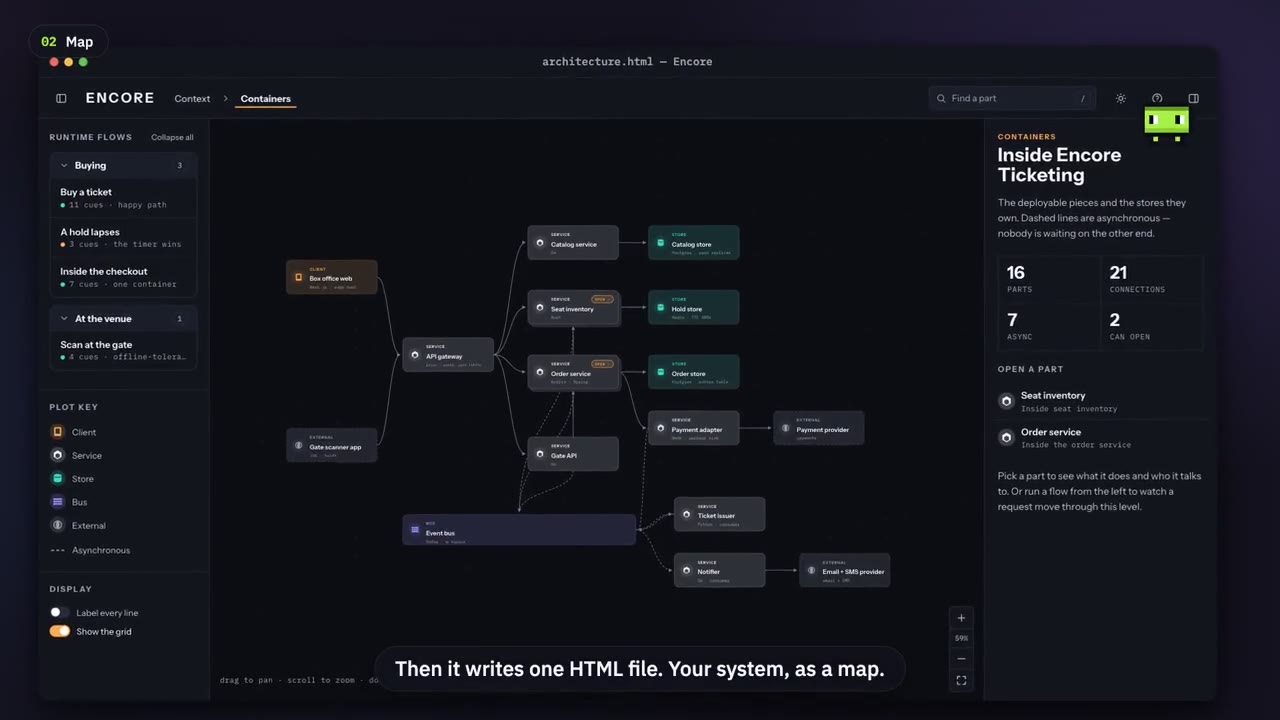 02 Map
architecture.html — Encore
ENCORE
Context > Containers
Find a part /
RUNTIME FLOWS Collapse all
Buying 3
Buy a ticket
11 cues · happy path
A hold lapses
3 cues · the timer wins
Inside the checkout
7 cues · one container
At the venue 1
Scan at the gate
4 cues · offline-tolera…
PLOT KEY
Client
Service
Store
Bus
External
Asynchronous
DISPLAY
Label every line
Show the grid
CLIENT
Box office web
EXTERNAL
Gate scanner app
SERVICE
API gateway
SERVICE
Catalog service
Go
STORE
Catalog store
SERVICE
OPEN
Seat inventory
STORE
Hold store
SERVICE
OPEN
Order service
STORE
Order store
SERVICE
Payment adapter
EXTERNAL
Payment provider
payments
SERVICE
Gate API
Go
BUS
Event bus
SERVICE
Ticket issuer
SERVICE
Notifier
EXTERNAL
Email + SMS provider
email + SMS
drag to pan · scroll to zoom ·
+
59%
−
CONTAINERS
Inside Encore
Ticketing
The deployable pieces and the stores they
own. Dashed lines are asynchronous —
nobody is waiting on the other end.
16 21
PARTS CONNECTIONS
7 2
ASYNC CAN OPEN
OPEN A PART
Seat inventory
Inside seat inventory
Order service
Inside the order service
Pick a part to see what it does and who it talks
to. Or run a flow from the left to watch a
request move through this level.
Then it writes one HTML file. Your system, as a map.